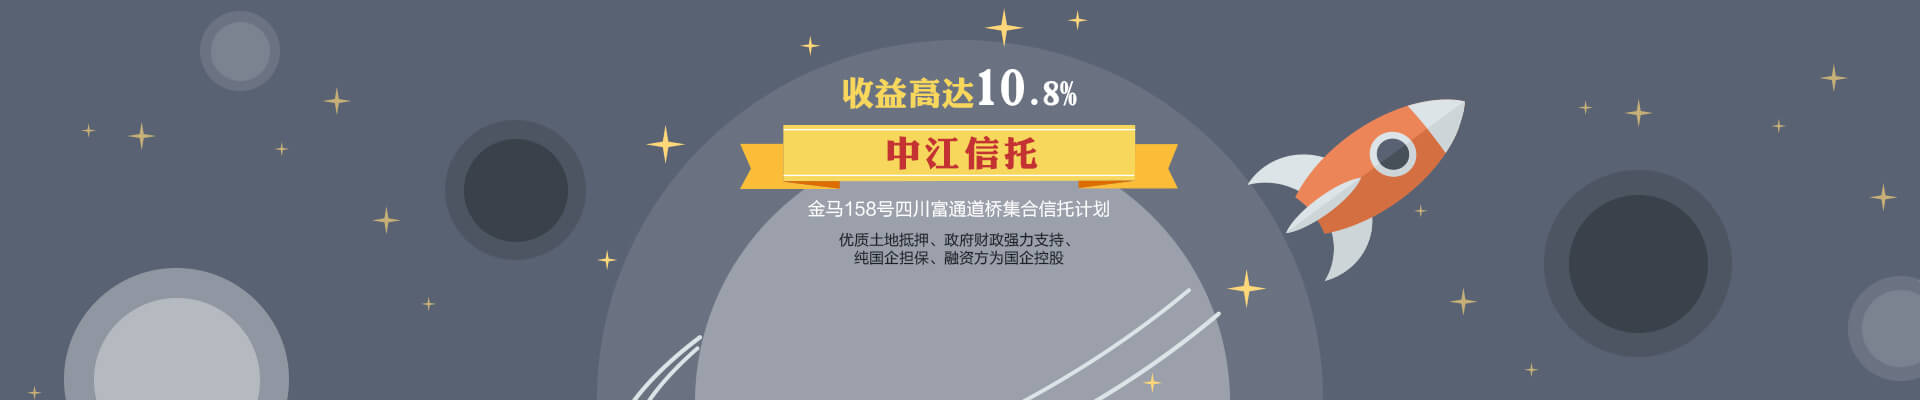 收益高达10.8%
中江信托
金马158号四川富通道桥集合信托计划
优质土地抵押、政府财政强力支持、
纯国企担保、融资方为国企控股